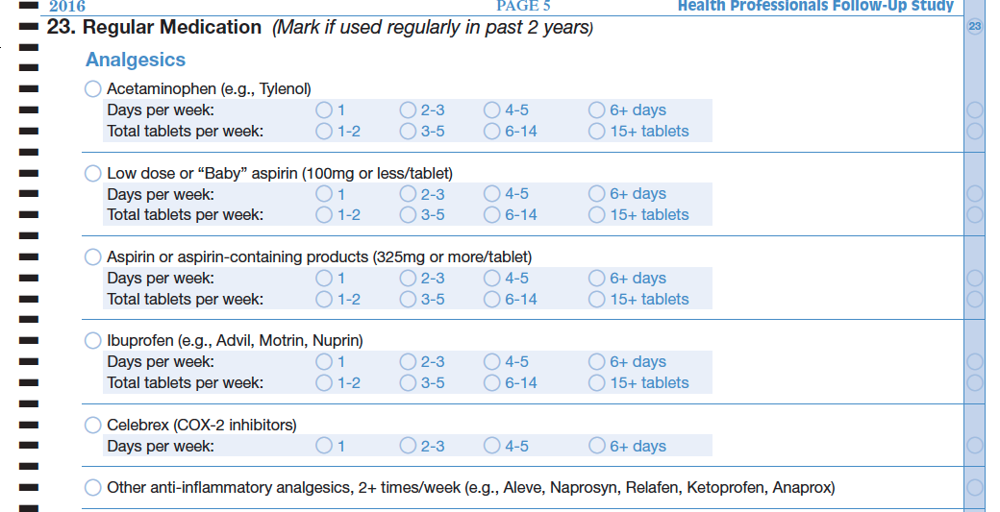 2016 PAGE 5 Health Professionals Follow-Up Study
23. Regular Medication (Mark if used regularly in past 2 years) 23
Analgesics
Acetaminophen (e.g., Tylenol)
Days per week: 1 2-3 4-5 6+ days
Total tablets per week: 1-2 3-5 6-14 15+ tablets
Low dose or “Baby” aspirin (100mg or less/tablet)
Days per week: 1 2-3 4-5 6+ days
Total tablets per week: 1-2 3-5 6-14 15+ tablets
Aspirin or aspirin-containing products (325mg or more/tablet)
Days per week: 1 2-3 4-5 6+ days
Total tablets per week: 1-2 3-5 6-14 15+ tablets
Ibuprofen (e.g., Advil, Motrin, Nuprin)
Days per week: 1 2-3 4-5 6+ days
Total tablets per week: 1-2 3-5 6-14 15+ tablets
Celebrex (COX-2 inhibitors)
Days per week: 1 2-3 4-5 6+ days
Other anti-inflammatory analgesics, 2+ times/week (e.g., Aleve, Naprosyn, Relafen, Ketoprofen, Anaprox)